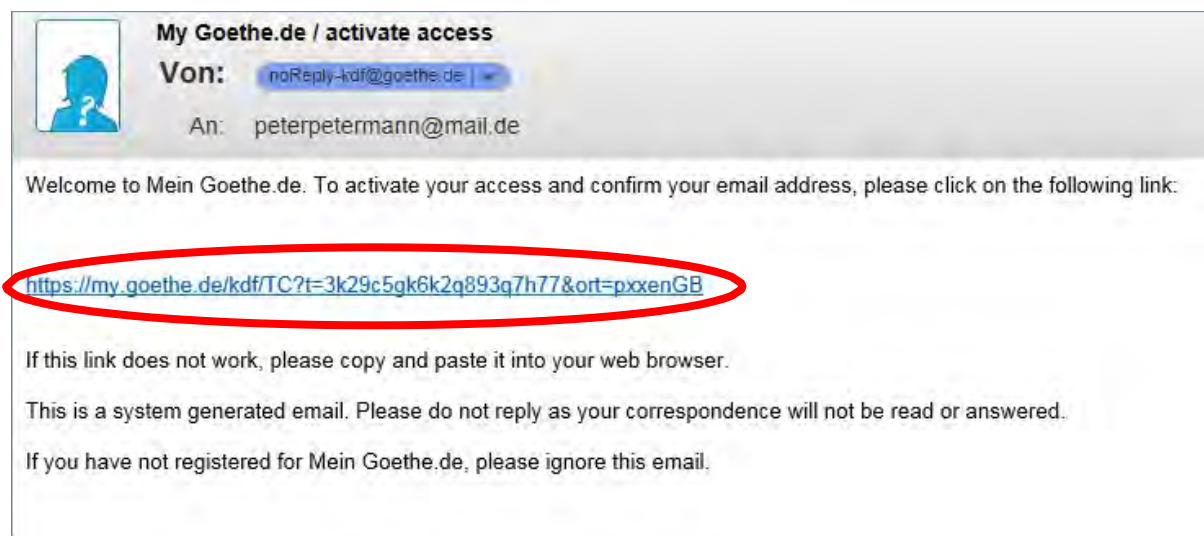 My Goethe.de / activate access
Von: noReply-kdf@goethe.de
An: peterpetermann@mail.de
Welcome to Mein Goethe.de. To activate your access and confirm your email address, please click on the following link:
https://my.goethe.de/kdf/TC?t=3k29c5gk6k2q893q7h77&ort=pxxenGB
If this link does not work, please copy and paste it into your web browser.
This is a system generated email. Please do not reply as your correspondence will not be read or answered.
If you have not registered for Mein Goethe.de, please ignore this email.